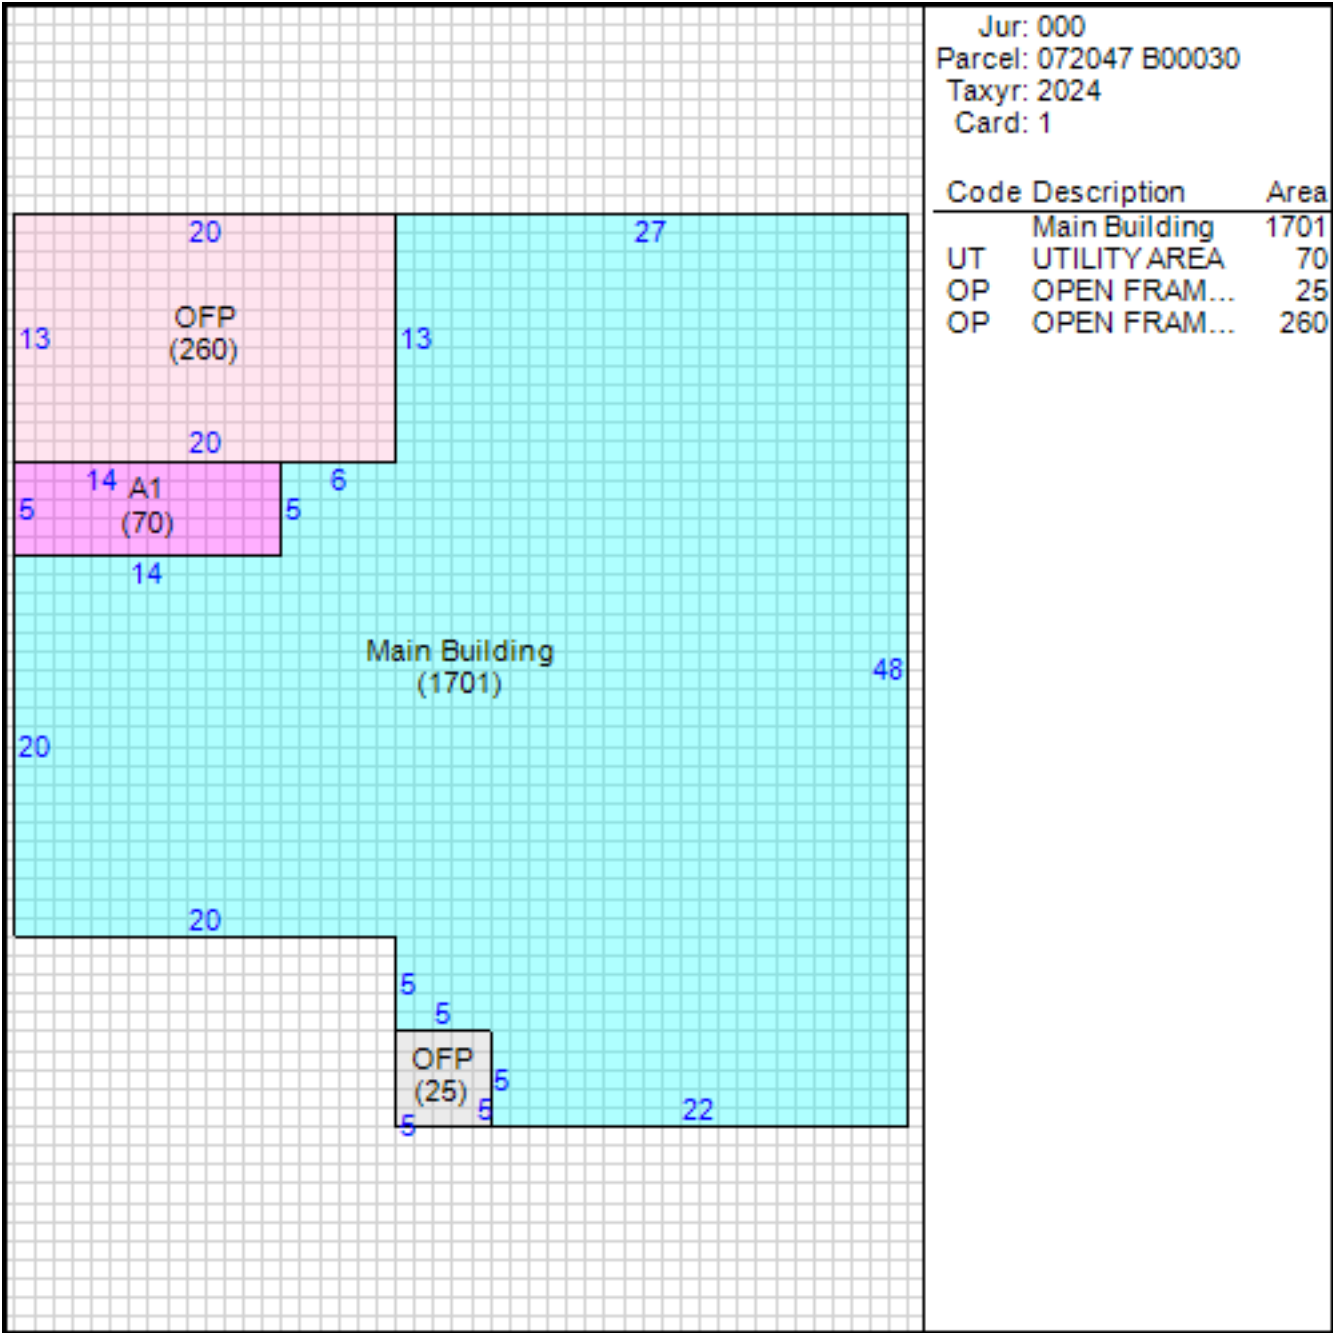 Jur: 000
Parcel: 072047 B00030
Taxyr: 2024
Card: 1
Code Description Area
Main Building 1701
UT UTILITY AREA 70
OP OPEN FRAM... 25
OP OPEN FRAM... 260
20 27
OFP
13 (260) 13
20
14 A1 6
5 (70) 5
14
Main Building
(1701)
48
20
20
5
5
OFP
(25) 5
5 5 22